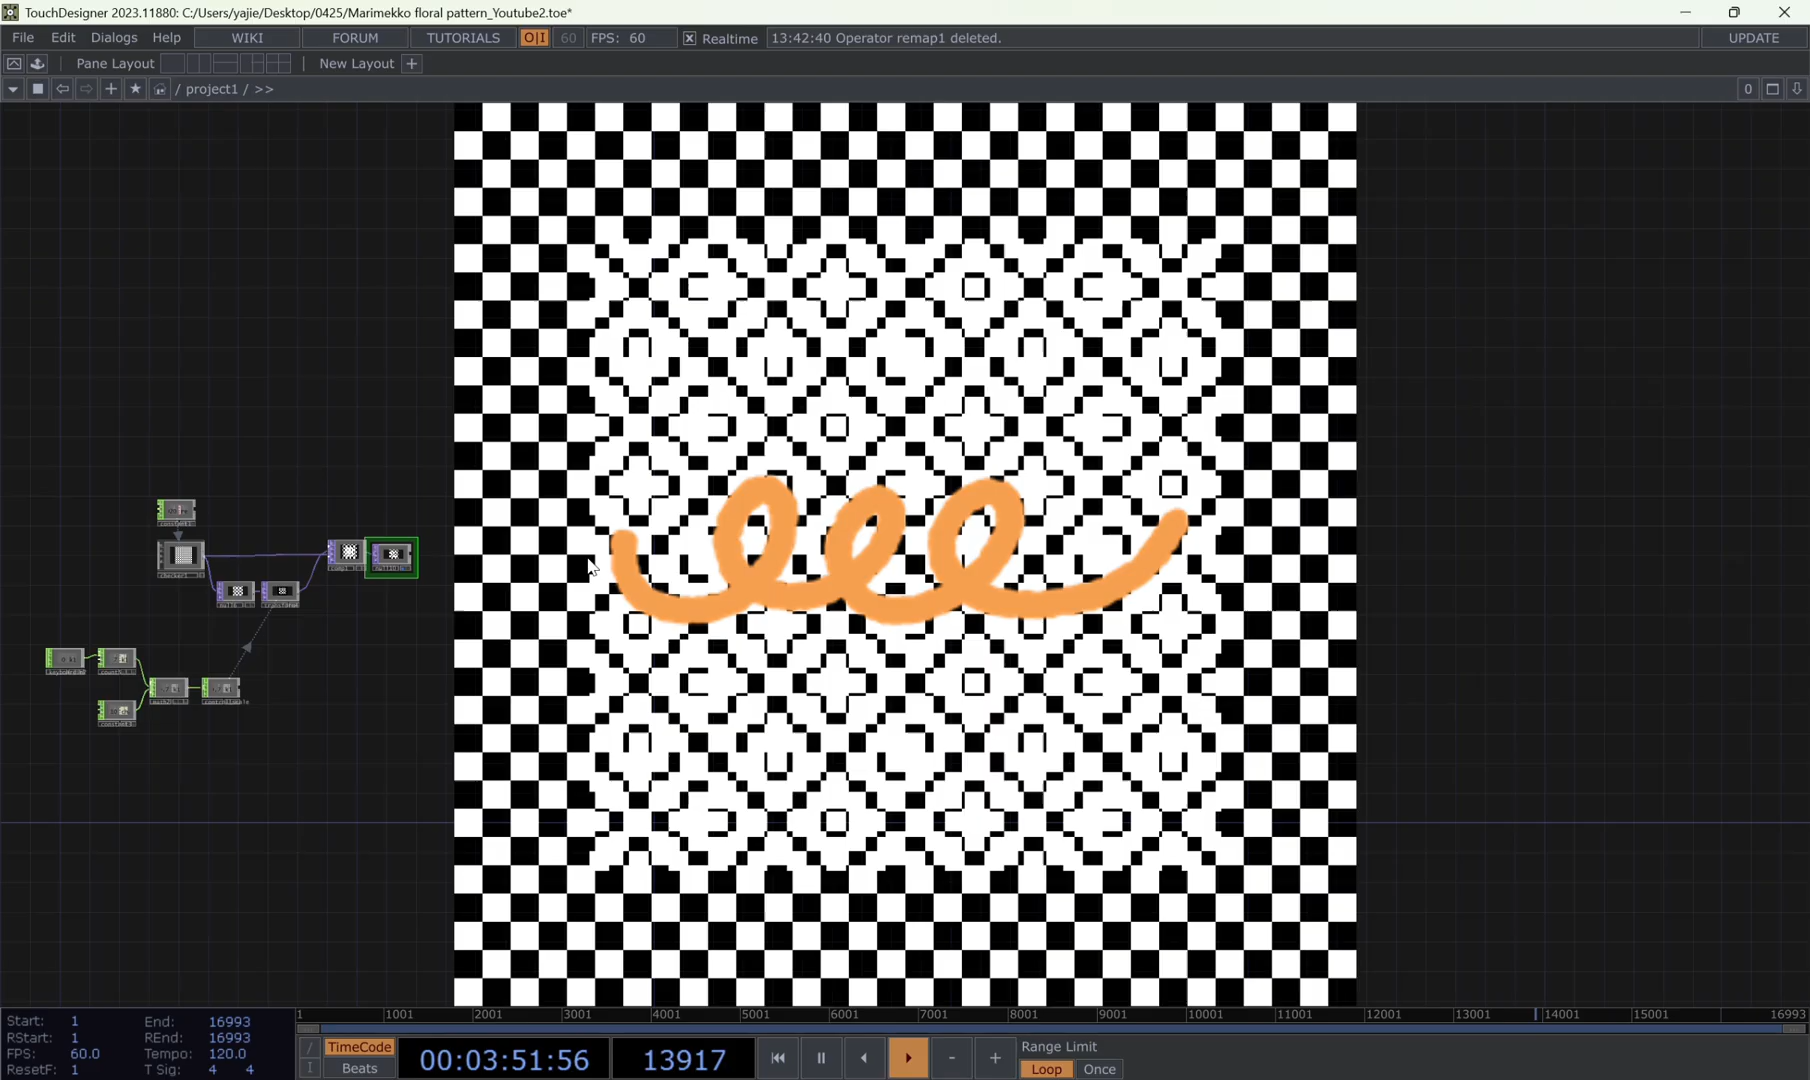 TouchDesigner 2023.11880: C:/Users/yajie/Desktop/0425/Marimekko floral pattern_Youtube2.toe*
File Edit Dialogs Help WIKI FORUM TUTORIALS O|I 60 FPS: 60 Realtime 13:42:40 Operator remap1 deleted. UPDATE
Pane Layout New Layout +
/ project1 / >> 0
Start: 1 End: 16993
RStart: 1 REnd: 16993
FPS: 60.0 Tempo: 120.0
ResetF: 1 T Sig: 4 4
1 1001 2001 3001 4001 5001 6001 7001 8001 9001 10001 11001 12001 13001 14001 15001 16993
TimeCode
Beats
00:03:51:56
13917
- +
Range Limit
Loop Once